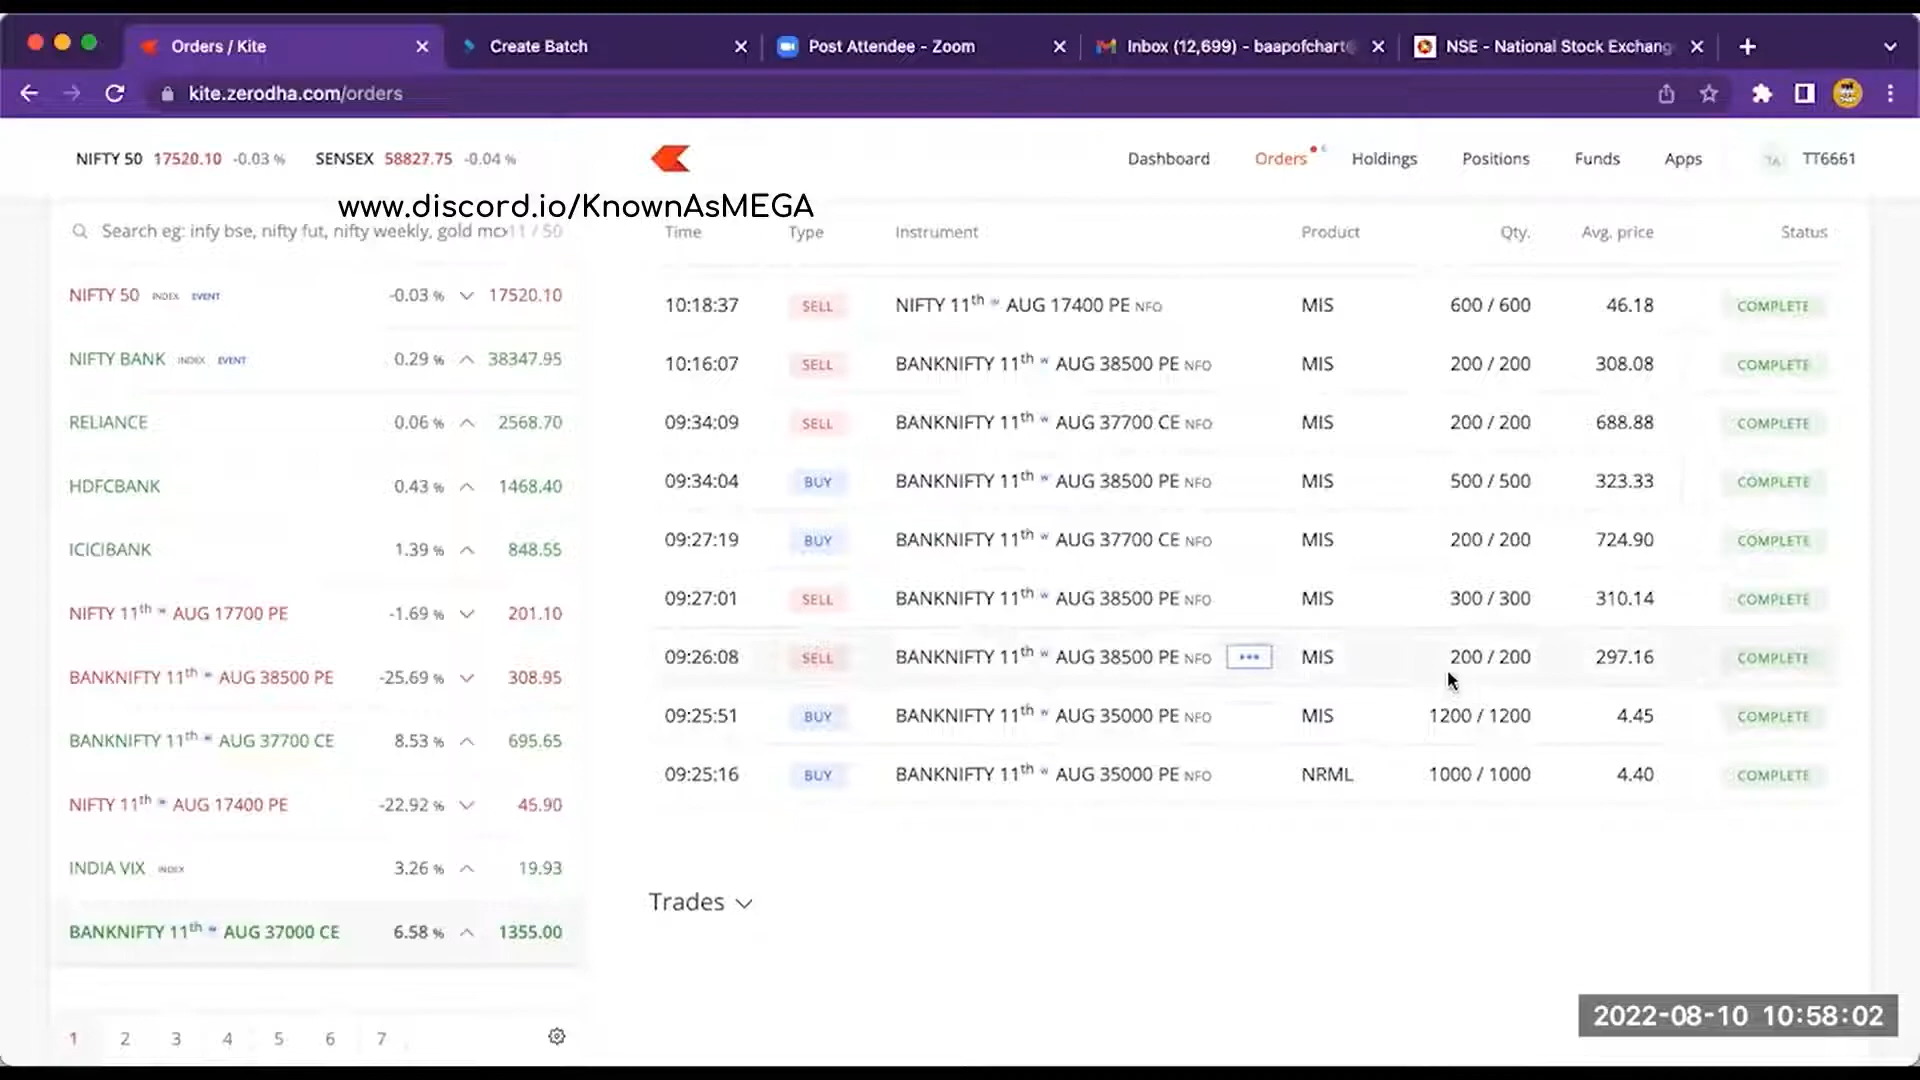 Orders / Kite
Create Batch
Post Attendee - Zoom
Inbox (12,699) - baapofchart
NSE - National Stock Exchang
kite.zerodha.com/orders
NIFTY 50 17520.10 -0.03 % SENSEX 58827.75 -0.04 %
Dashboard Orders 6 Holdings Positions Funds Apps TA TT6661
www.discord.io/KnownAsMEGA
Search eg: infy bse, nifty fut, nifty weekly, gold mcx 11 / 50
NIFTY 50 INDEX EVENT -0.03 % 17520.10
NIFTY BANK INDEX EVENT 0.29 % 38347.95
RELIANCE 0.06 % 2568.70
HDFCBANK 0.43 % 1468.40
ICICIBANK 1.39 % 848.55
NIFTY 11th w AUG 17700 PE -1.69 % 201.10
BANKNIFTY 11th w AUG 38500 PE -25.69 % 308.95
BANKNIFTY 11th w AUG 37700 CE 8.53 % 695.65
NIFTY 11th w AUG 17400 PE -22.92 % 45.90
INDIA VIX INDEX 3.26 % 19.93
BANKNIFTY 11th w AUG 37000 CE 6.58 % 1355.00
1 2 3 4 5 6 7
Time Type Instrument Product Qty. Avg. price Status
10:18:37 SELL NIFTY 11th w AUG 17400 PE NFO MIS 600 / 600 46.18 COMPLETE
10:16:07 SELL BANKNIFTY 11th w AUG 38500 PE NFO MIS 200 / 200 308.08 COMPLETE
09:34:09 SELL BANKNIFTY 11th w AUG 37700 CE NFO MIS 200 / 200 688.88 COMPLETE
09:34:04 BUY BANKNIFTY 11th w AUG 38500 PE NFO MIS 500 / 500 323.33 COMPLETE
09:27:19 BUY BANKNIFTY 11th w AUG 37700 CE NFO MIS 200 / 200 724.90 COMPLETE
09:27:01 SELL BANKNIFTY 11th w AUG 38500 PE NFO MIS 300 / 300 310.14 COMPLETE
09:26:08 SELL BANKNIFTY 11th w AUG 38500 PE NFO MIS 200 / 200 297.16 COMPLETE
09:25:51 BUY BANKNIFTY 11th w AUG 35000 PE NFO MIS 1200 / 1200 4.45 COMPLETE
09:25:16 BUY BANKNIFTY 11th w AUG 35000 PE NFO NRML 1000 / 1000 4.40 COMPLETE
Trades
2022-08-10 10:58:02